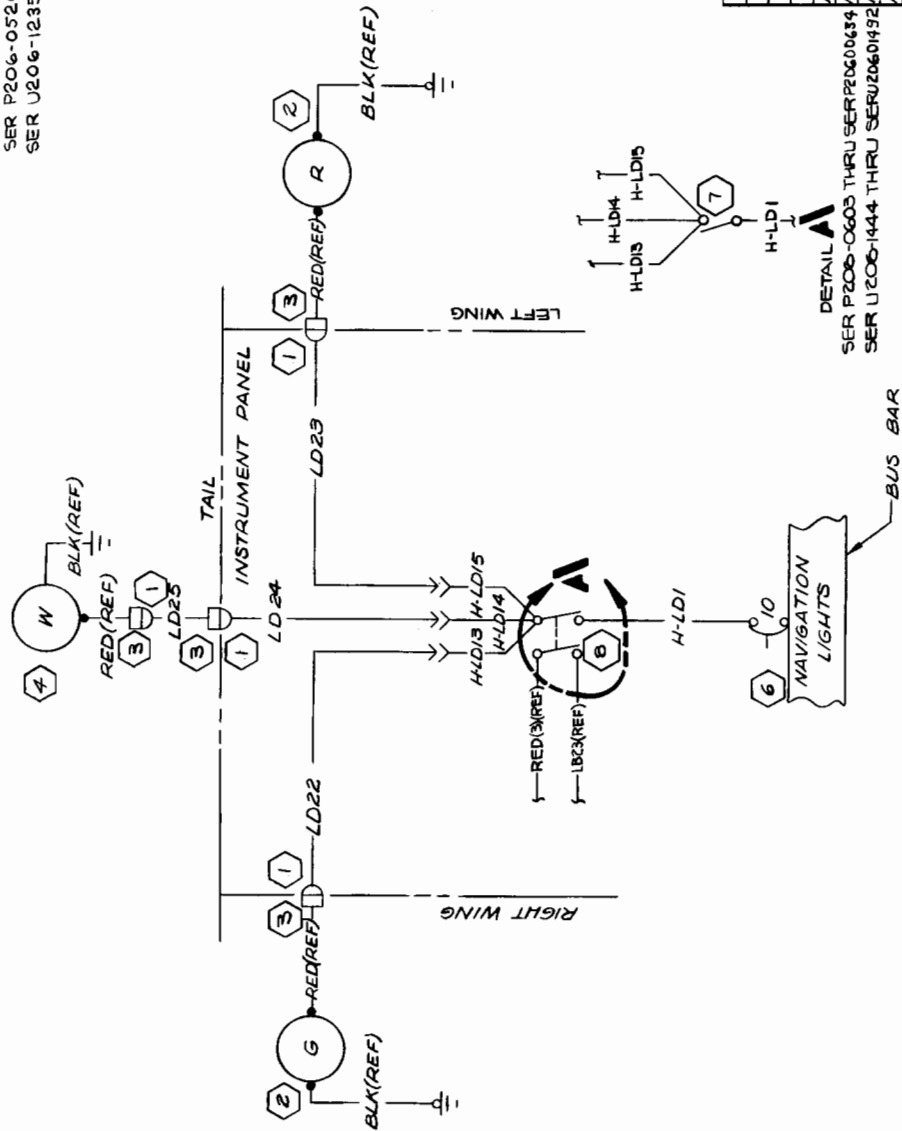 SER P206-052
SER U206-1235
4
W
BLK(REF)
RED(REF)
1
3
LD25
TAIL
3
1
INSTRUMENT PANEL
LD24
2
G
BLK(REF)
RED(REF)
3
1
LD22
RIGHT WING
2
R
BLK(REF)
RED(REF)
3
1
LD23
LEFT WING
HLD13
H-LD14
H-LD15
A
RED(3)(REF)
LB23(REF)
8
H-LD1
10
6
NAVIGATION
LIGHTS
BUS BAR
H-LD13
H-LD14
H-LD15
7
H-LD1
DETAIL A
SER P206-0603 THRU SER P20600634
SER U206-1444 THRU SER U20601492